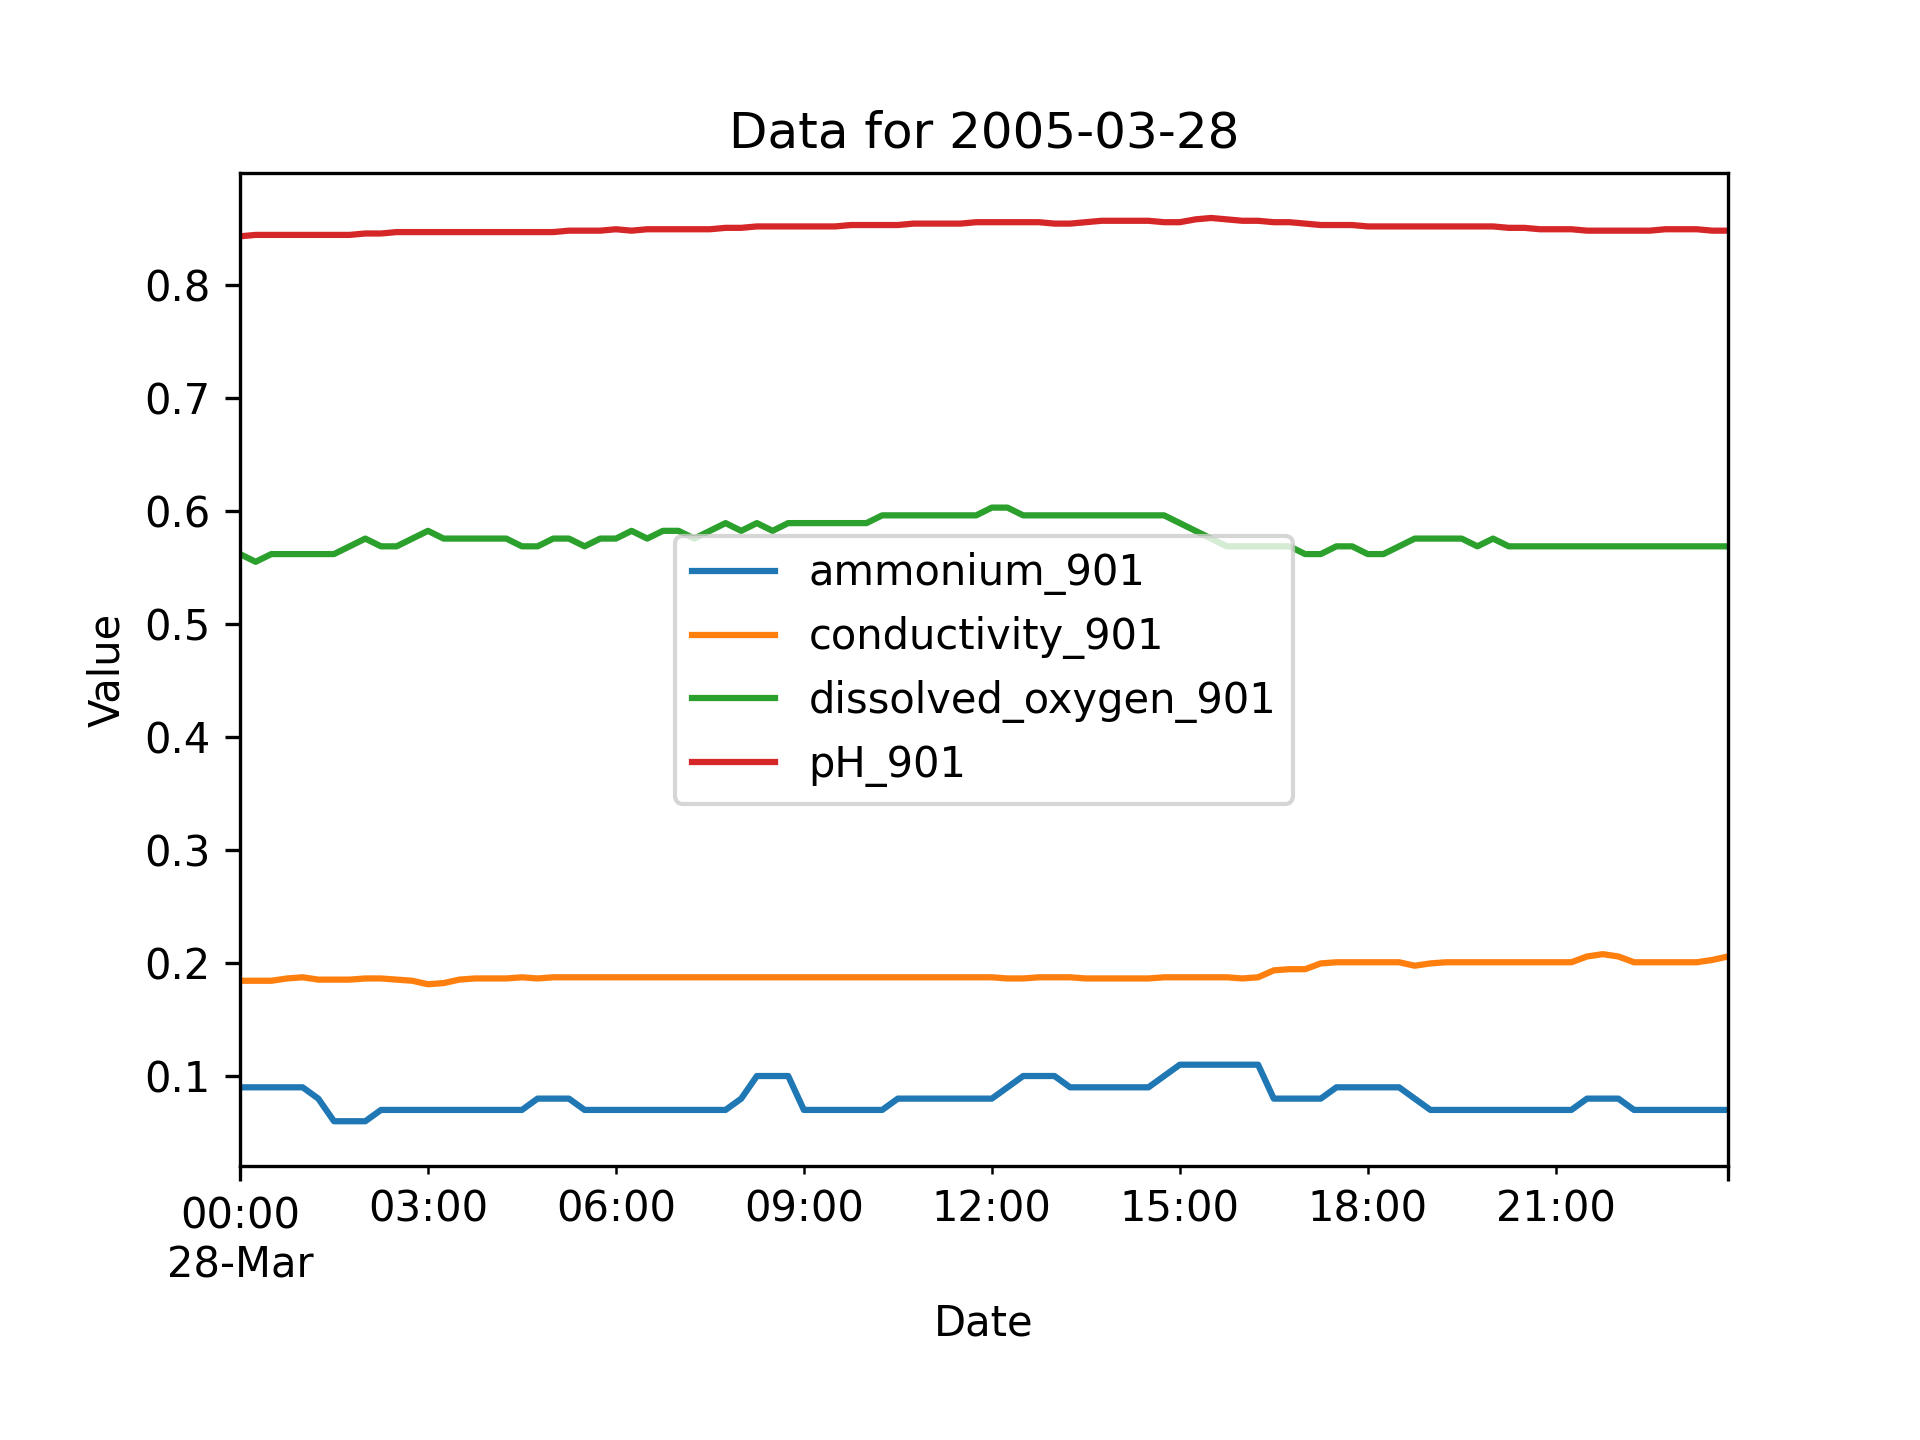 Data for 2005-03-28
0.8
0.7
0.6
0.5
0.4
0.3
0.2
0.1
Value
ammonium_901
conductivity_901
dissolved_oxygen_901
pH_901
00:00 03:00 06:00 09:00 12:00 15:00 18:00 21:00
28-Mar
Date